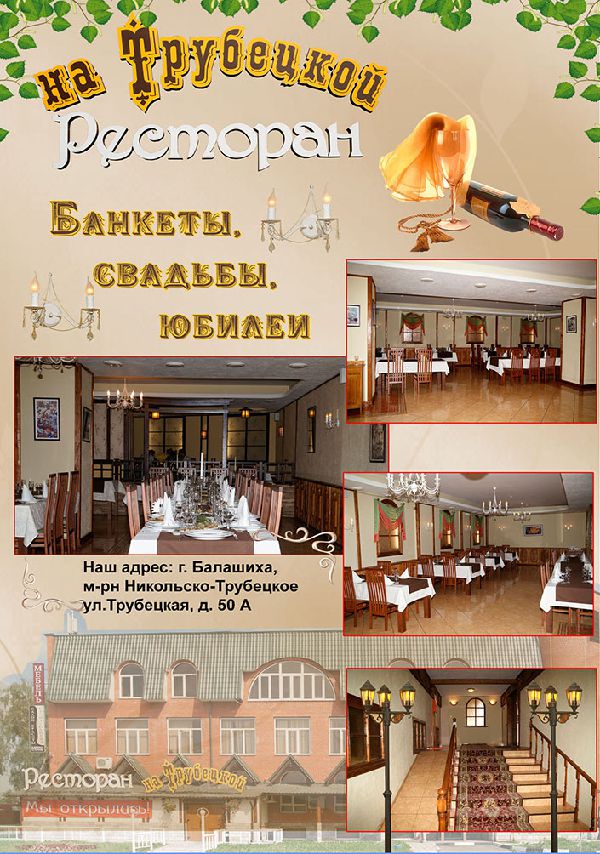 на Трубецкой
Ресторан
Банкеты,
свадьбы,
юбилеи
Наш адрес: г. Балашиха,
м-рн Никольско-Трубецкое
ул.Трубецкая, д. 50 А
МЕБЕЛЬ
Ресторан на Трубецкой
Мы открылись!